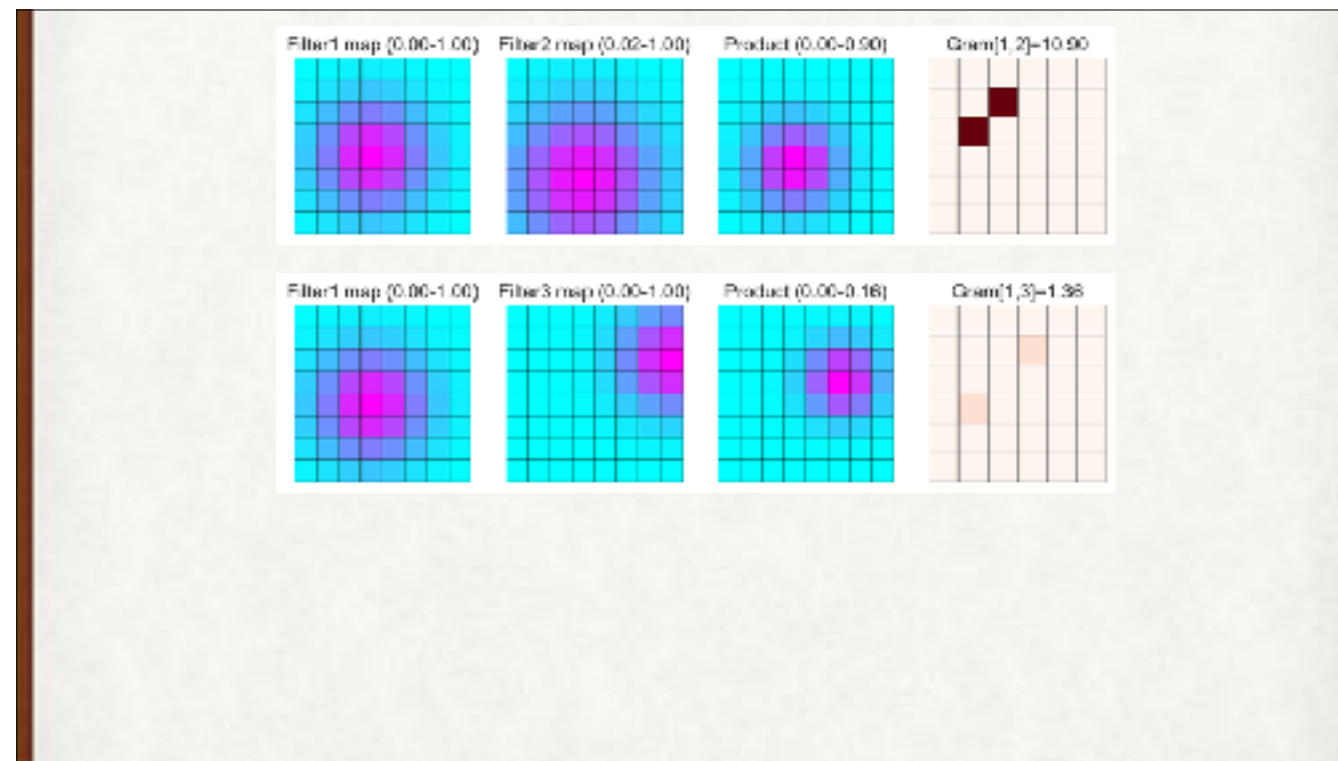 Filter1 map (0.00-1.00) Filter2 map (0.02-1.00) Product (0.00-0.90) Gram[1,2]=10.90
Filter1 map (0.00-1.00) Filter3 map (0.00-1.00) Product (0.00-0.16) Gram[1,3]=1.36